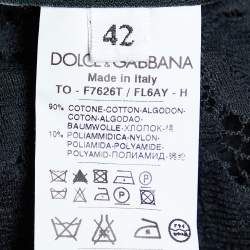 42
DOLCE & GABBANA
Made in Italy
TO - F7626T / FL6AY - H
90% COTONE-COTTON-ALGODON-
COTON-ALGODAO-
BAUMWOLLE-ХЛОПОК-棉
10% POLIAMMIDICA-NYLON-
POLIAMIDA-POLYAMIDE-
POLYAMID-ПОЛИАМИД-